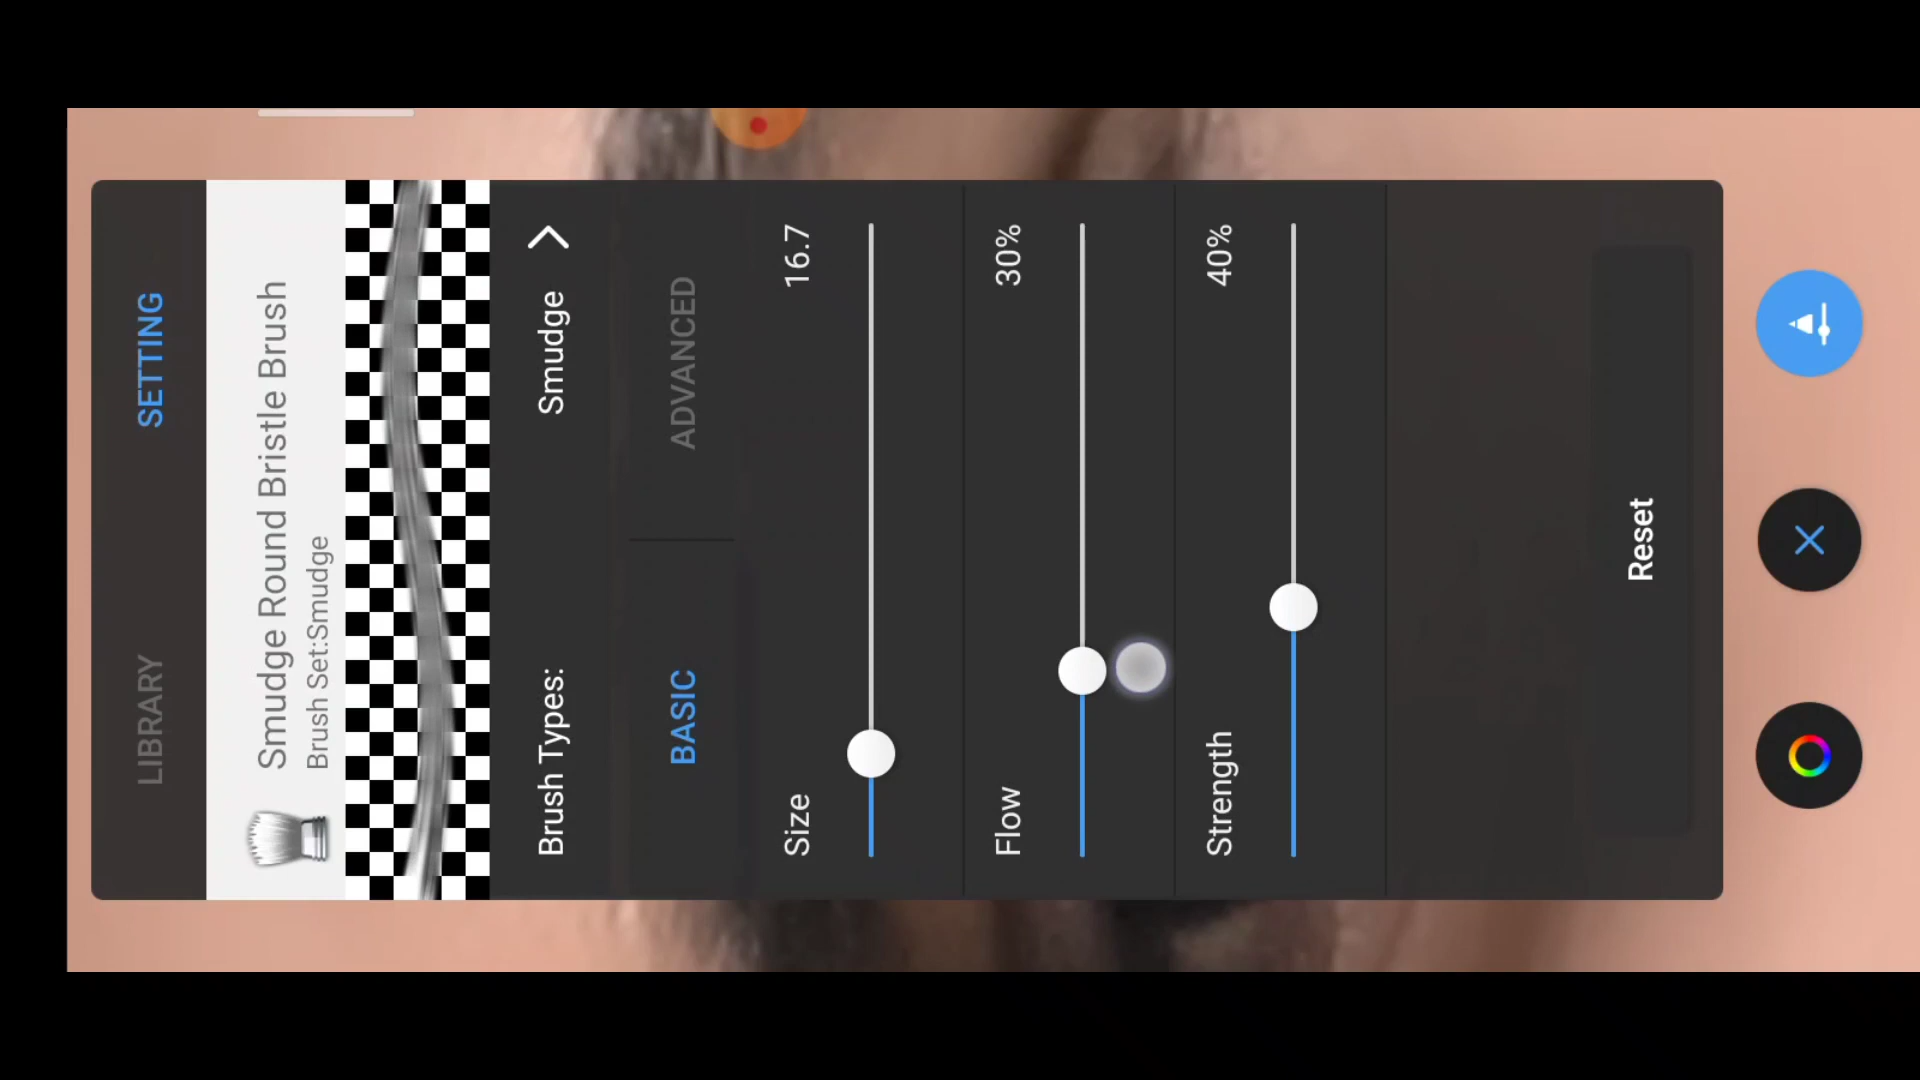 LIBRARY SETTING
Smudge Round Bristle Brush
Brush Set:Smudge
Brush Types: Smudge
BASIC ADVANCED
Size 16.7
Flow 30%
Strength 40%
Reset